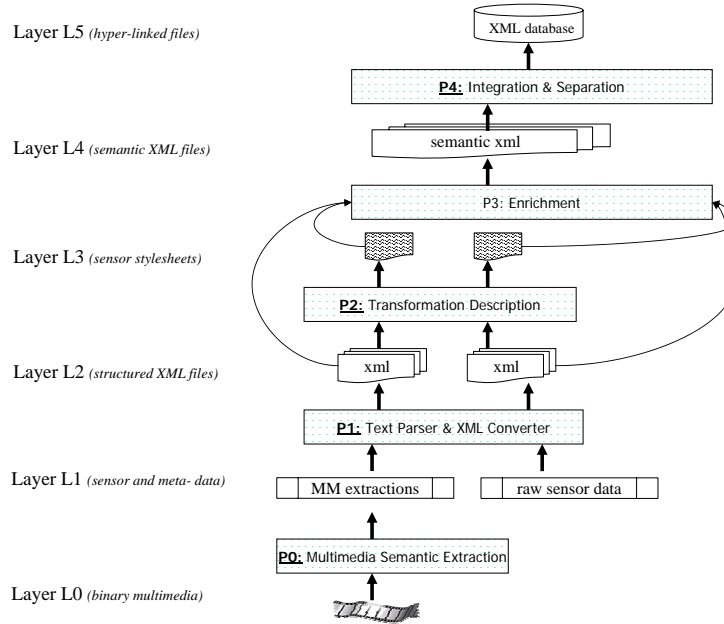 Layer L5 (hyper-linked files)
XML database
P4: Integration & Separation
Layer L4 (semantic XML files)
semantic xml
P3: Enrichment
Layer L3 (sensor stylesheets)
P2: Transformation Description
Layer L2 (structured XML files)
xml
xml
P1: Text Parser & XML Converter
Layer L1 (sensor and meta- data)
MM extractions
raw sensor data
P0: Multimedia Semantic Extraction
Layer L0 (binary multimedia)